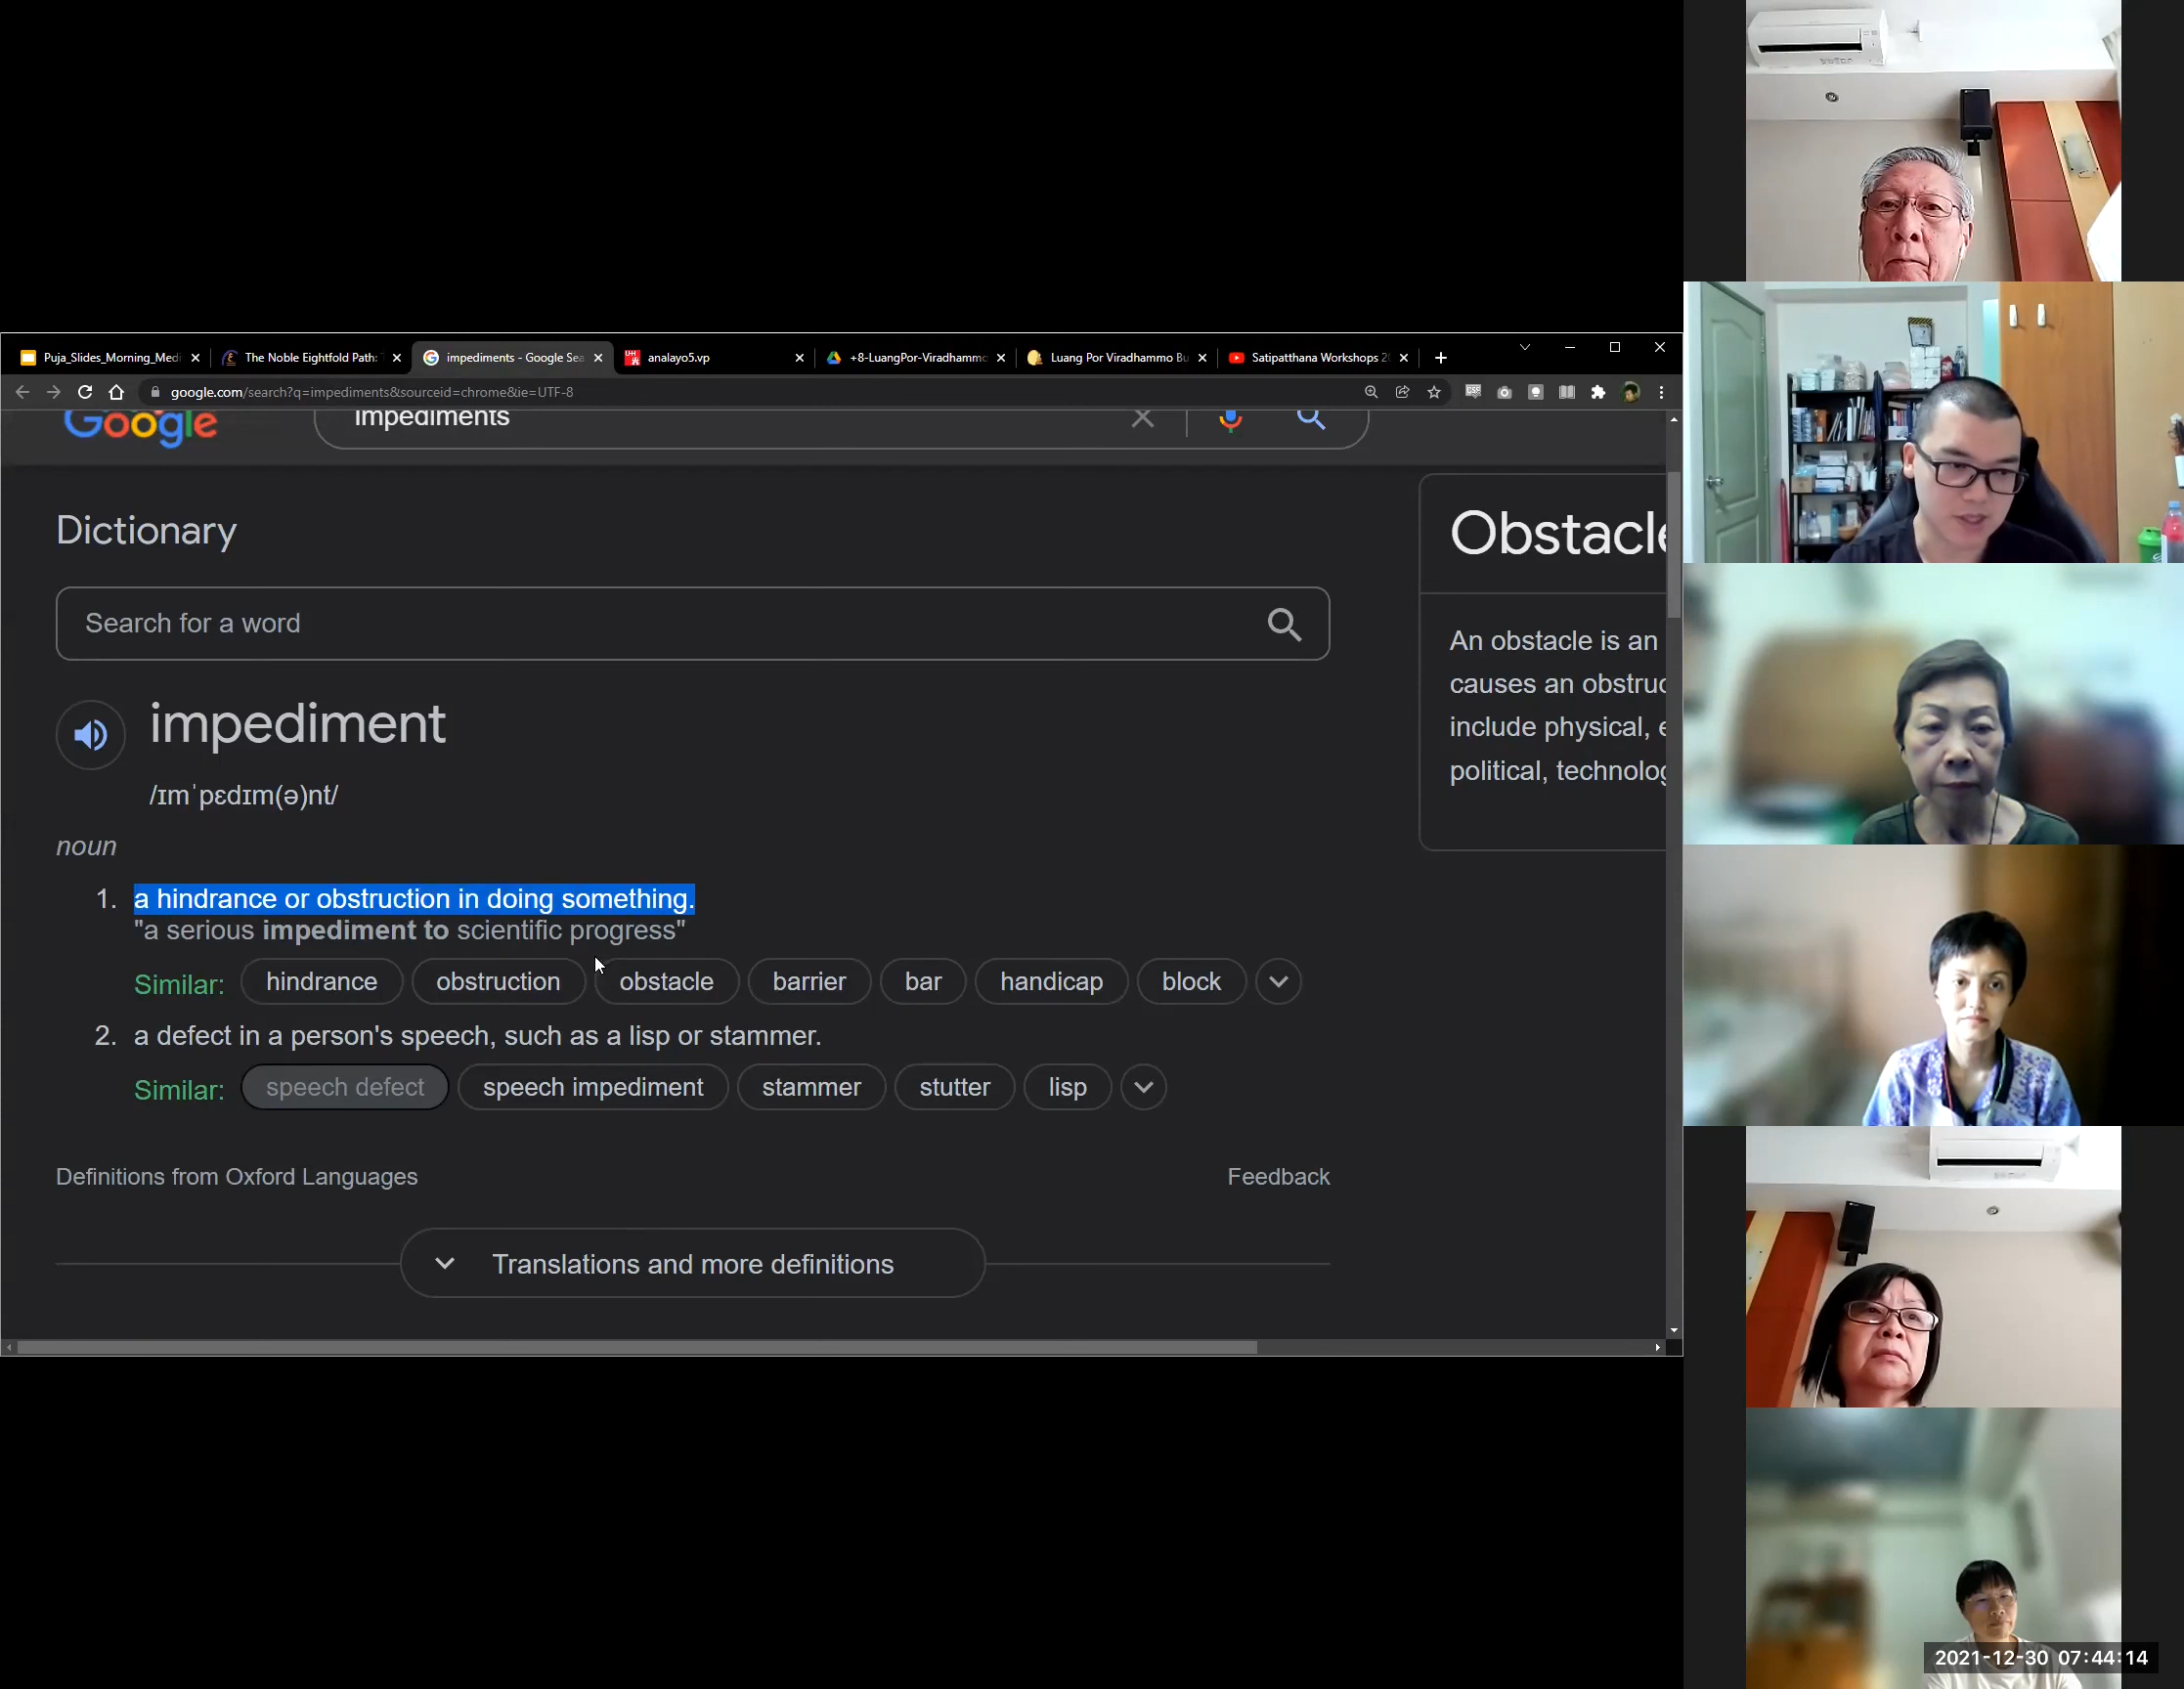 Puja_Slides_Morning_Medi
The Noble Eightfold Path:
impediments - Google Sea
analayo5.vp
+8-LuangPor-Viradhammo
Luang Por Viradhammo Bu
Satipatthana Workshops 20
google.com/search?q=impediments&sourceid=chrome&ie=UTF-8
Google
impediments
Dictionary
Search for a word
impediment
/ɪmˈpɛdɪm(ə)nt/
noun
1. a hindrance or obstruction in doing something.
"a serious impediment to scientific progress"
Similar: hindrance obstruction obstacle barrier bar handicap block
2. a defect in a person's speech, such as a lisp or stammer.
Similar: speech defect speech impediment stammer stutter lisp
Definitions from Oxford Languages
Feedback
Translations and more definitions
Obstacle
An obstacle is an
causes an obstruc
include physical, e
political, technolog
2021-12-30 07:44:14